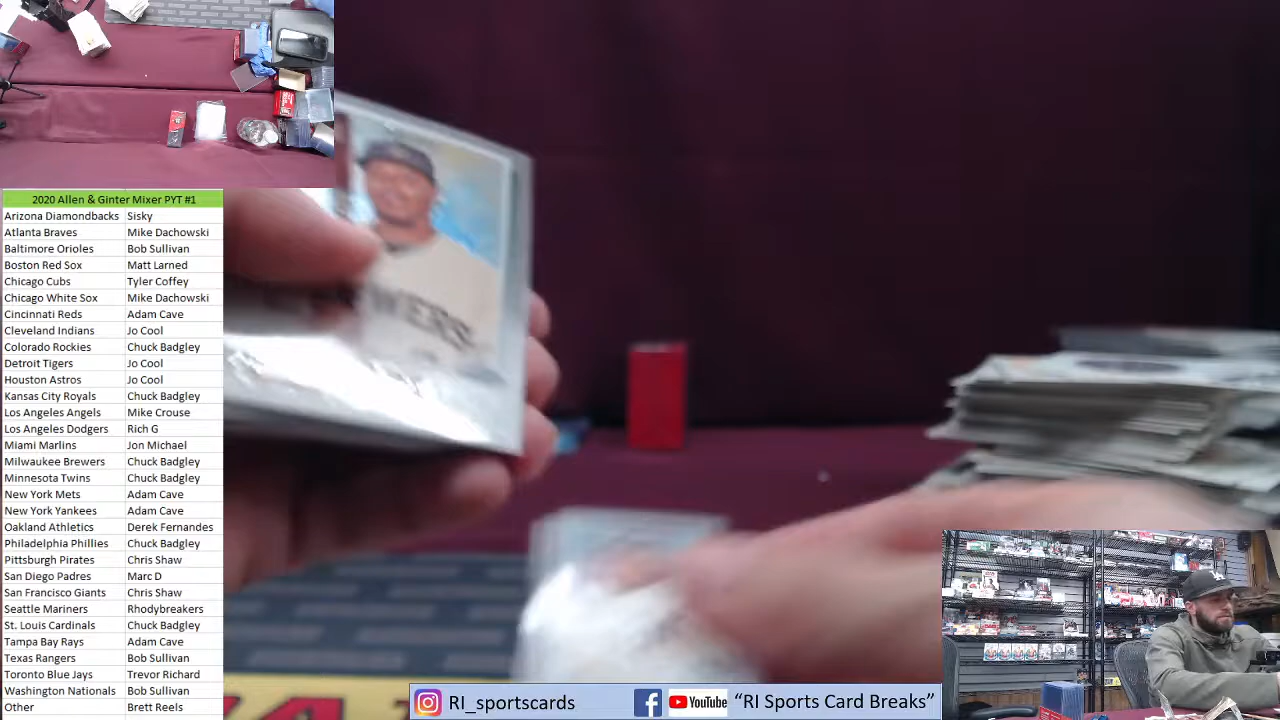 2020 Allen & Ginter Mixer PYT #1
Arizona Diamondbacks Sisky
Atlanta Braves Mike Dachowski
Baltimore Orioles Bob Sullivan
Boston Red Sox Matt Larned
Chicago Cubs Tyler Coffey
Chicago White Sox Mike Dachowski
Cincinnati Reds Adam Cave
Cleveland Indians Jo Cool
Colorado Rockies Chuck Badgley
Detroit Tigers Jo Cool
Houston Astros Jo Cool
Kansas City Royals Chuck Badgley
Los Angeles Angels Mike Crouse
Los Angeles Dodgers Rich G
Miami Marlins Jon Michael
Milwaukee Brewers Chuck Badgley
Minnesota Twins Chuck Badgley
New York Mets Adam Cave
New York Yankees Adam Cave
Oakland Athletics Derek Fernandes
Philadelphia Phillies Chuck Badgley
Pittsburgh Pirates Chris Shaw
San Diego Padres Marc D
San Francisco Giants Chris Shaw
Seattle Mariners Rhodybreakers
St. Louis Cardinals Chuck Badgley
Tampa Bay Rays Adam Cave
Texas Rangers Bob Sullivan
Toronto Blue Jays Trevor Richard
Washington Nationals Bob Sullivan
Other Brett Reels
RI_sportscards
YouTube "RI Sports Card Breaks"